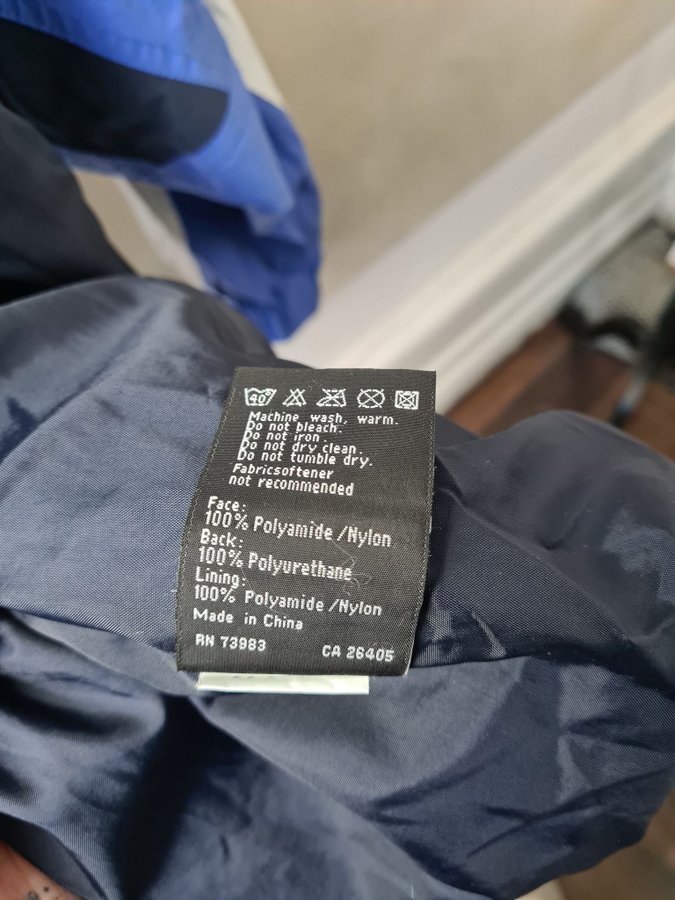 40
Machine wash, warm.
Do not bleach.
Do not iron.
Do not dry clean.
Do not tumble dry.
Fabricsoftener
not recommended
Face:
100% Polyamide /Nylon
Back:
100% Polyurethane
Lining:
100% Polyamide /Nylon
Made in China
RN 73983 CA 26405